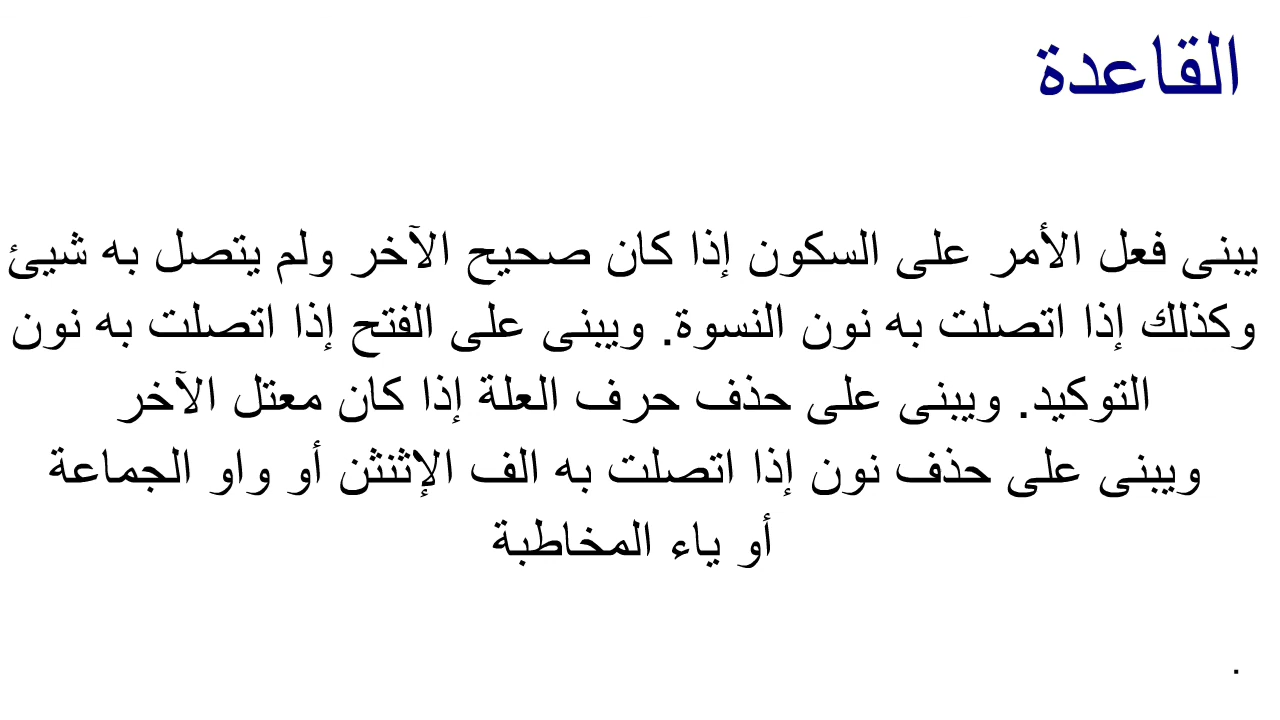 القاعدة
يبنى فعل الأمر على السكون إذا كان صحيح الآخر ولم يتصل به شيئ
وكذلك إذا اتصلت به نون النسوة. ويبنى على الفتح إذا اتصلت به نون
التوكيد. ويبنى على حذف حرف العلة إذا كان معتل الآخر
ويبنى على حذف نون إذا اتصلت به الف الإثنثن أو واو الجماعة
أو ياء المخاطبة
.